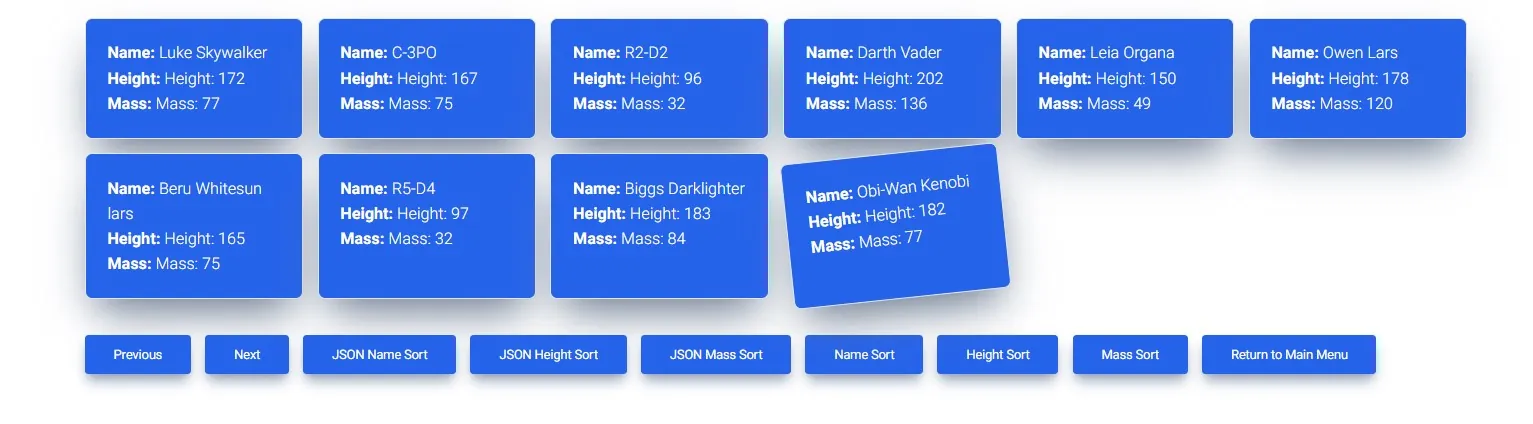 Name: Luke Skywalker
Height: Height: 172
Mass: Mass: 77
Name: C-3PO
Height: Height: 167
Mass: Mass: 75
Name: R2-D2
Height: Height: 96
Mass: Mass: 32
Name: Darth Vader
Height: Height: 202
Mass: Mass: 136
Name: Leia Organa
Height: Height: 150
Mass: Mass: 49
Name: Owen Lars
Height: Height: 178
Mass: Mass: 120
Name: Beru Whitesun
lars
Height: Height: 165
Mass: Mass: 75
Name: R5-D4
Height: Height: 97
Mass: Mass: 32
Name: Biggs Darklighter
Height: Height: 183
Mass: Mass: 84
Name: Obi-Wan Kenobi
Height: Height: 182
Mass: Mass: 77
Previous
Next
JSON Name Sort
JSON Height Sort
JSON Mass Sort
Name Sort
Height Sort
Mass Sort
Return to Main Menu